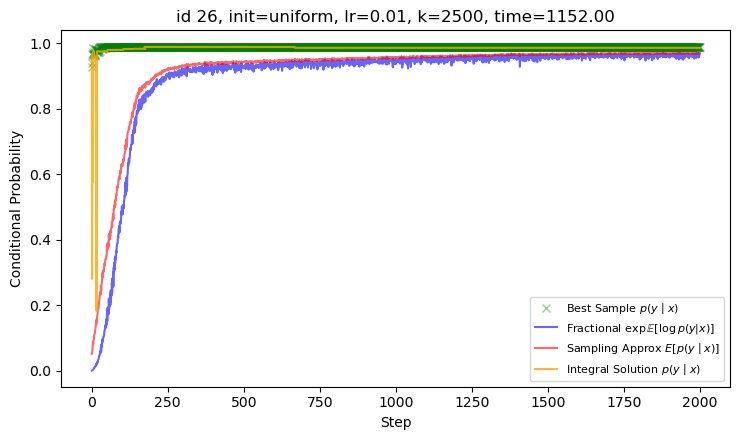 id 26, init=uniform, lr=0.01, k=2500, time=1152.00
Conditional Probability
1.0
0.8
0.6
0.4
0.2
0.0
Best Sample p(y | x)
Fractional exp𝔼[log p(y|x)]
Sampling Approx E[p(y | x)]
Integral Solution p(y | x)
0 250 500 750 1000 1250 1500 1750 2000
Step